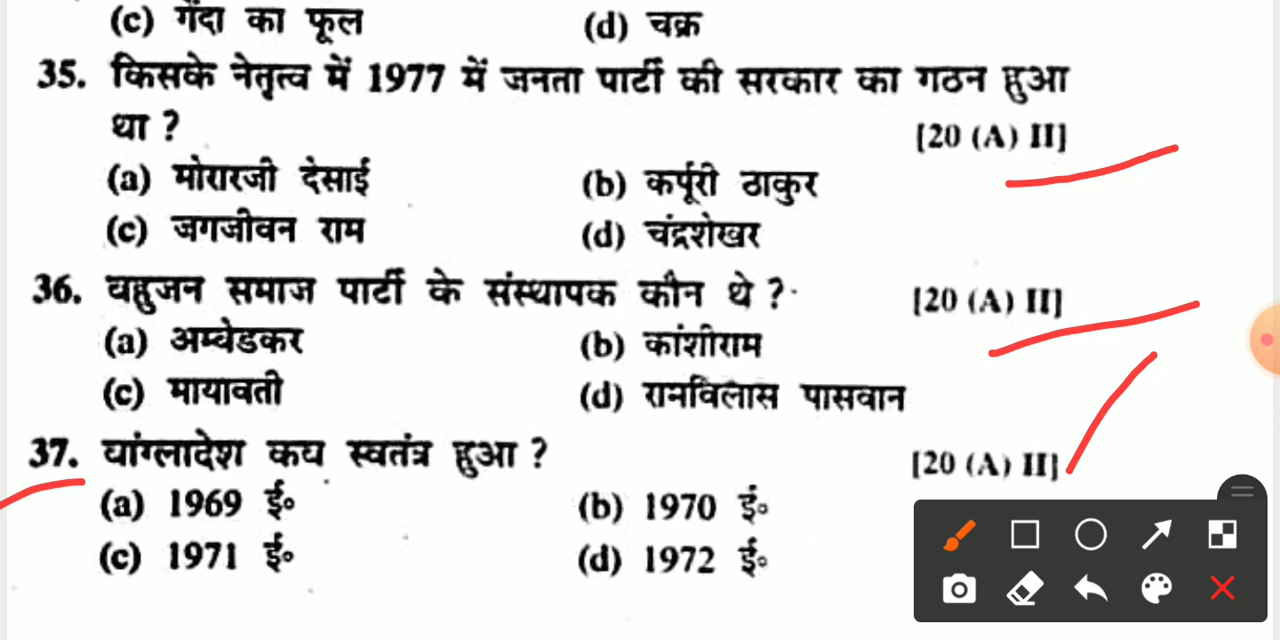 (c) गेंदा का फूल (d) चक्र
35. किसके नेतृत्व में 1977 में जनता पार्टी की सरकार का गठन हुआ
था ? [20 (A) II]
(a) मोरारजी देसाई (b) कर्पूरी ठाकुर
(c) जगजीवन राम (d) चंद्रशेखर
36. बहुजन समाज पार्टी के संस्थापक कौन थे ? [20 (A) II]
(a) अम्बेडकर (b) कांशीराम
(c) मायावती (d) रामविलास पासवान
37. बांग्लादेश कब स्वतंत्र हुआ ? [20 (A) II]
(a) 1969 ई० (b) 1970 ई०
(c) 1971 ई० (d) 1972 ई०